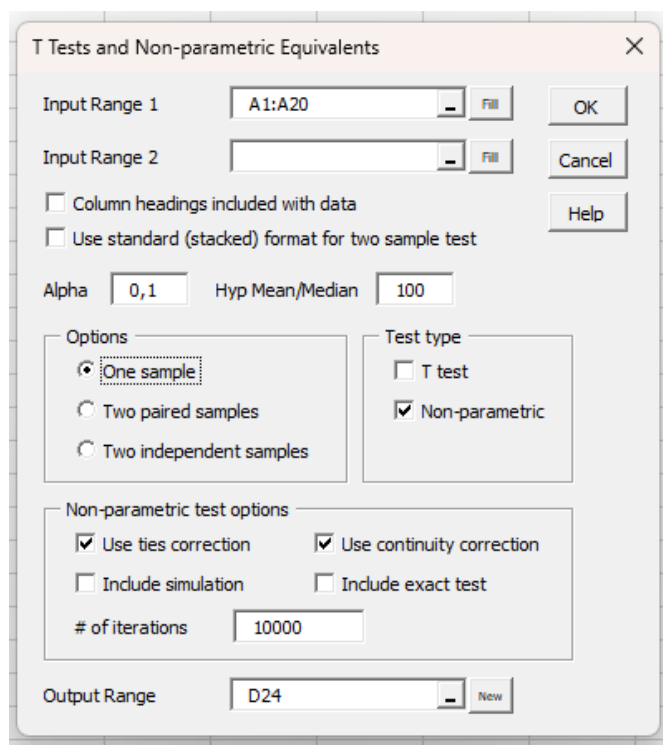 T Tests and Non-parametric Equivalents
Input Range 1 A1:A20 Fill OK
Input Range 2 Fill Cancel
Column headings included with data Help
Use standard (stacked) format for two sample test
Alpha 0,1 Hyp Mean/Median 100
Options Test type
One sample T test
Two paired samples Non-parametric
Two independent samples
Non-parametric test options
Use ties correction Use continuity correction
Include simulation Include exact test
# of iterations 10000
Output Range D24 New